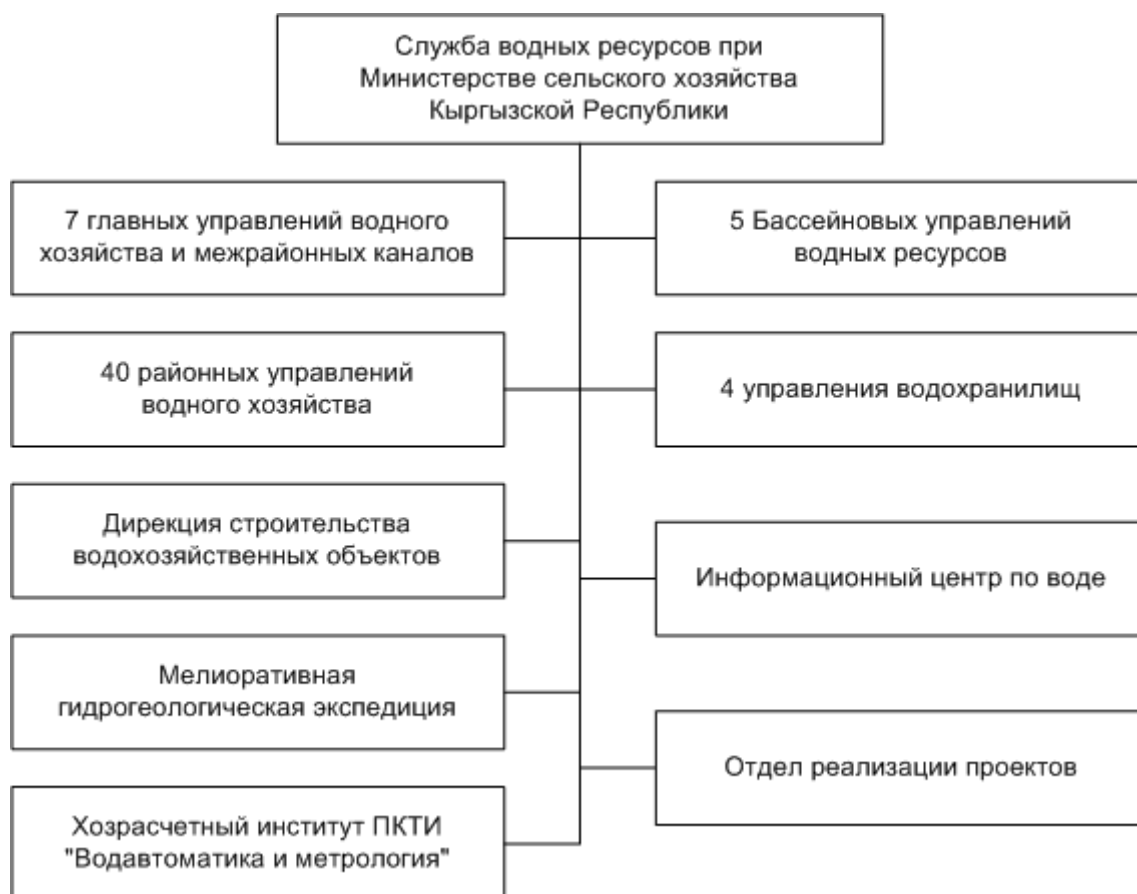 Служба водных ресурсов при
Министерстве сельского хозяйства
Кыргызской Республики
7 главных управлений водного
хозяйства и межрайонных каналов
5 Бассейновых управлений
водных ресурсов
40 районных управлений
водного хозяйства
4 управления водохранилищ
Дирекция строительства
водохозяйственных объектов
Информационный центр по воде
Мелиоративная
гидрогеологическая экспедиция
Отдел реализации проектов
Хозрасчетный институт ПКТИ
"Водавтоматика и метрология"